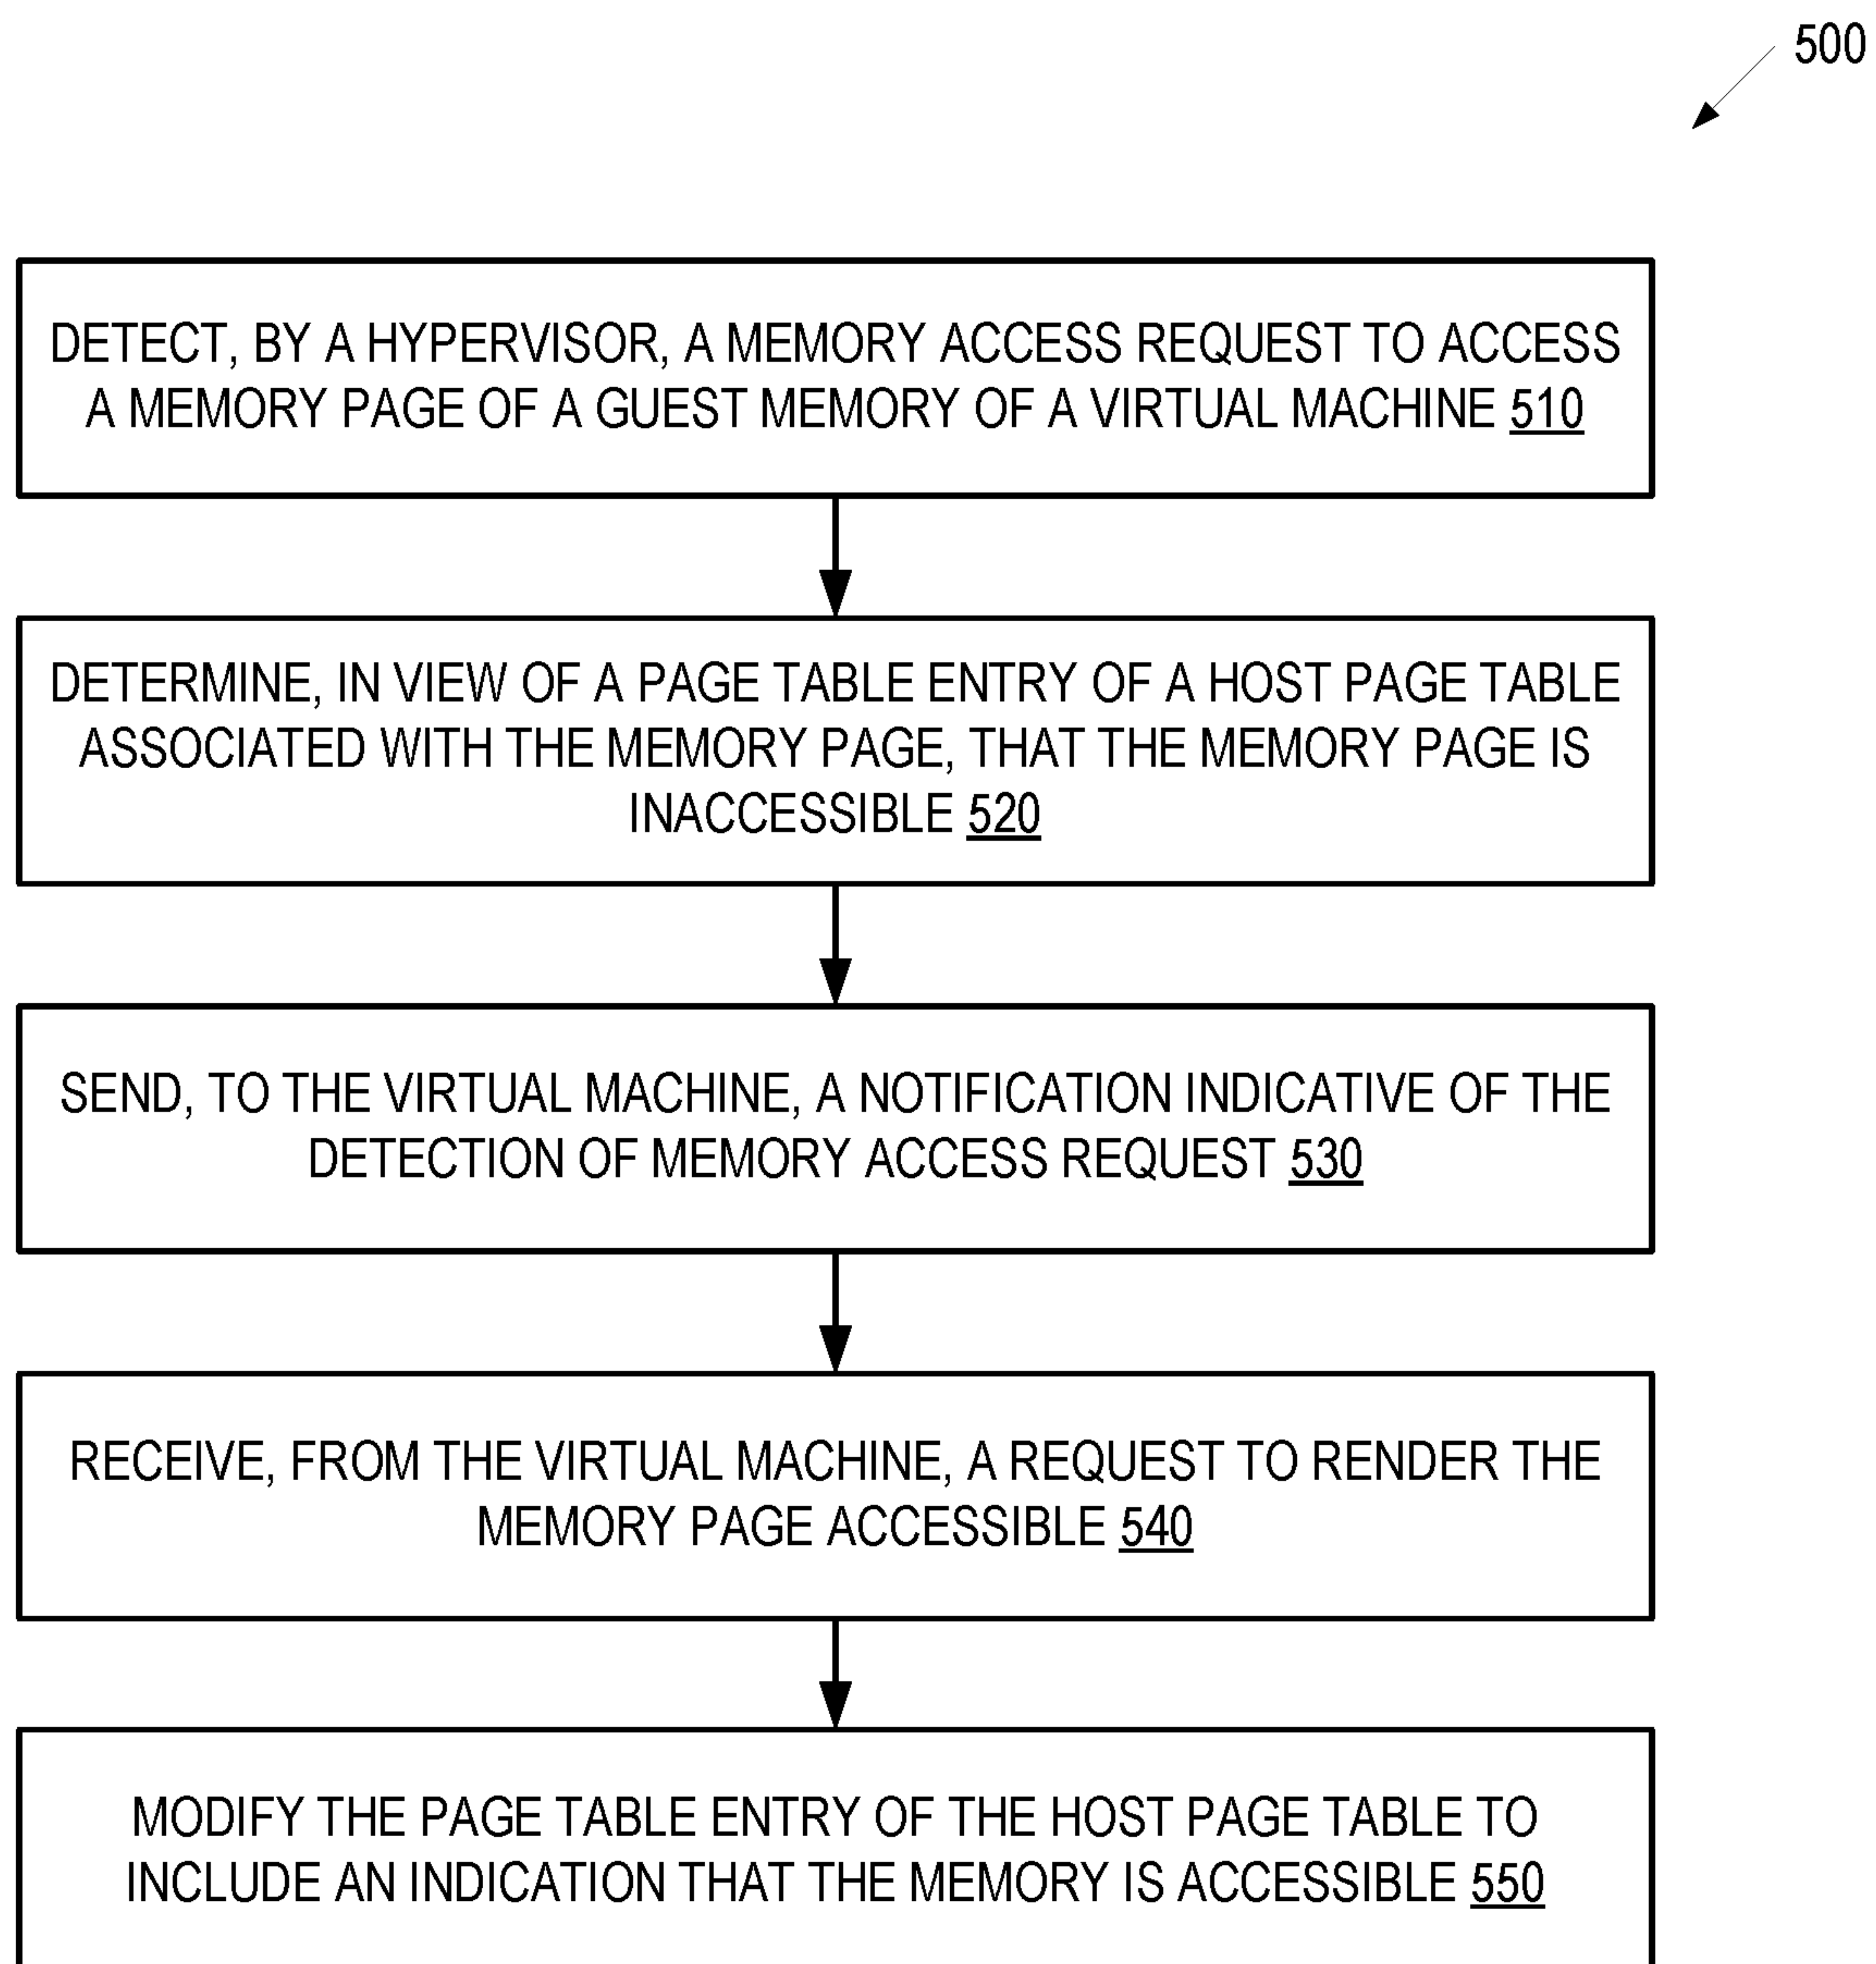 500
DETECT, BY A HYPERVISOR, A MEMORY ACCESS REQUEST TO ACCESS
A MEMORY PAGE OF A GUEST MEMORY OF A VIRTUAL MACHINE 510
DETERMINE, IN VIEW OF A PAGE TABLE ENTRY OF A HOST PAGE TABLE
ASSOCIATED WITH THE MEMORY PAGE, THAT THE MEMORY PAGE IS
INACCESSIBLE 520
SEND, TO THE VIRTUAL MACHINE, A NOTIFICATION INDICATIVE OF THE
DETECTION OF MEMORY ACCESS REQUEST 530
RECEIVE, FROM THE VIRTUAL MACHINE, A REQUEST TO RENDER THE
MEMORY PAGE ACCESSIBLE 540
MODIFY THE PAGE TABLE ENTRY OF THE HOST PAGE TABLE TO
INCLUDE AN INDICATION THAT THE MEMORY IS ACCESSIBLE 550